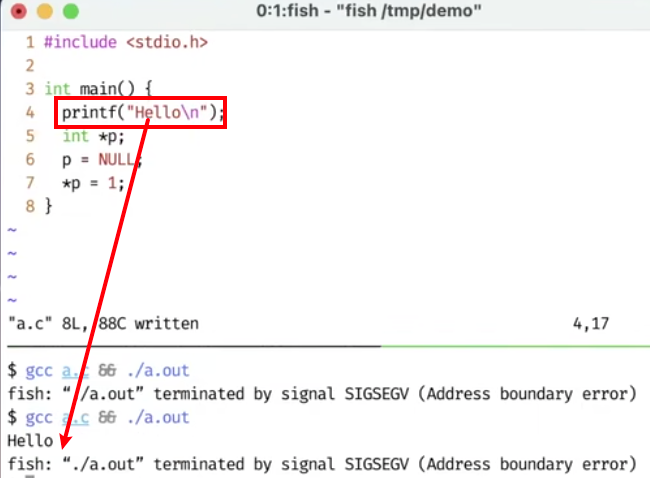 0:1:fish - "fish /tmp/demo"
1 #include <stdio.h>
2
3 int main() {
4 printf("Hello\n");
5 int *p;
6 p = NULL;
7 *p = 1;
8 }
~
~
~
~
"a.c" 8L, 88C written 4,17
$ gcc a.c && ./a.out
fish: “./a.out” terminated by signal SIGSEGV (Address boundary error)
$ gcc a.c && ./a.out
Hello
fish: “./a.out” terminated by signal SIGSEGV (Address boundary error)